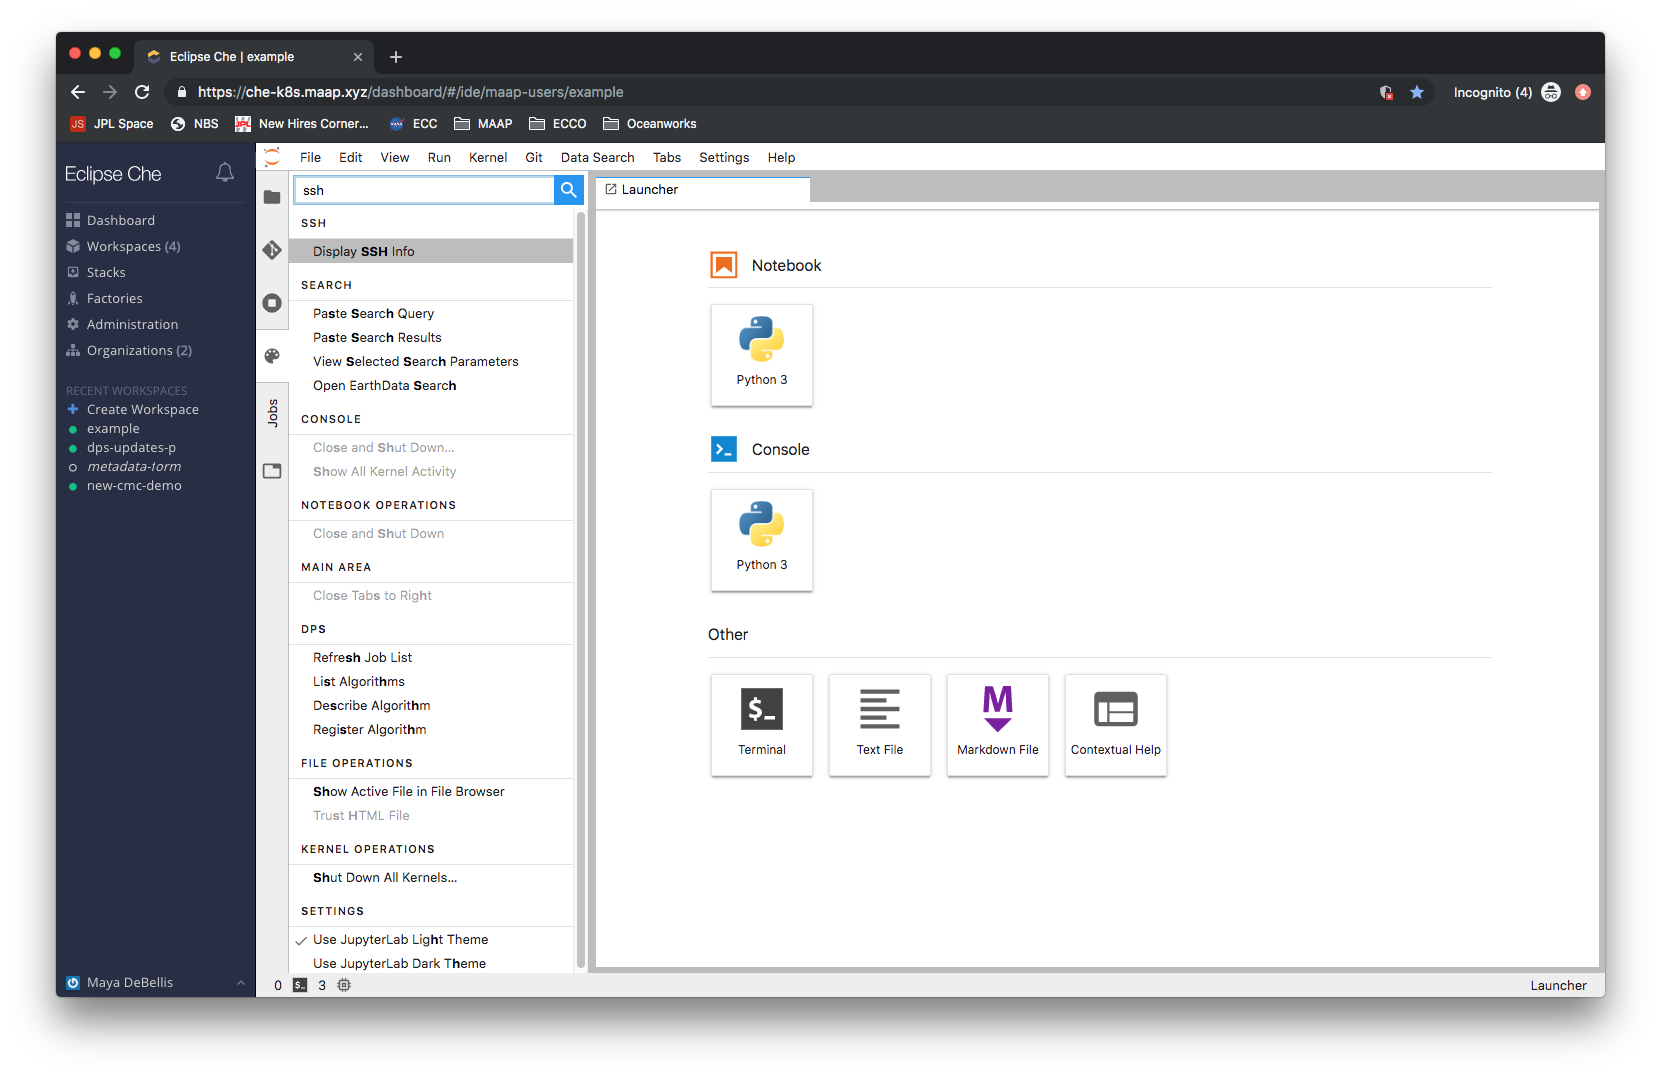 Eclipse Che | example
https://che-k8s.maap.xyz/dashboard/#/ide/maap-users/example
Incognito (4)
JS JPL Space NBS JPL New Hires Corner... NASA ECC MAAP ECCO Oceanworks
Eclipse Che
Dashboard
Workspaces (4)
Stacks
Factories
Administration
Organizations (2)
RECENT WORKSPACES
Create Workspace
example
dps-updates-p
metadata-form
new-cmc-demo
Maya DeBellis
File Edit View Run Kernel Git Data Search Tabs Settings Help
Jobs
ssh
SSH
Display SSH Info
SEARCH
Paste Search Query
Paste Search Results
View Selected Search Parameters
Open EarthData Search
CONSOLE
Close and Shut Down...
Show All Kernel Activity
NOTEBOOK OPERATIONS
Close and Shut Down
MAIN AREA
Close Tabs to Right
DPS
Refresh Job List
List Algorithms
Describe Algorithm
Register Algorithm
FILE OPERATIONS
Show Active File in File Browser
Trust HTML File
KERNEL OPERATIONS
Shut Down All Kernels...
SETTINGS
Use JupyterLab Light Theme
Use JupyterLab Dark Theme
Launcher
Notebook
Python 3
Console
Python 3
Other
$_
Terminal
Text File
M
Markdown File
Contextual Help
0 $_ 3
Launcher